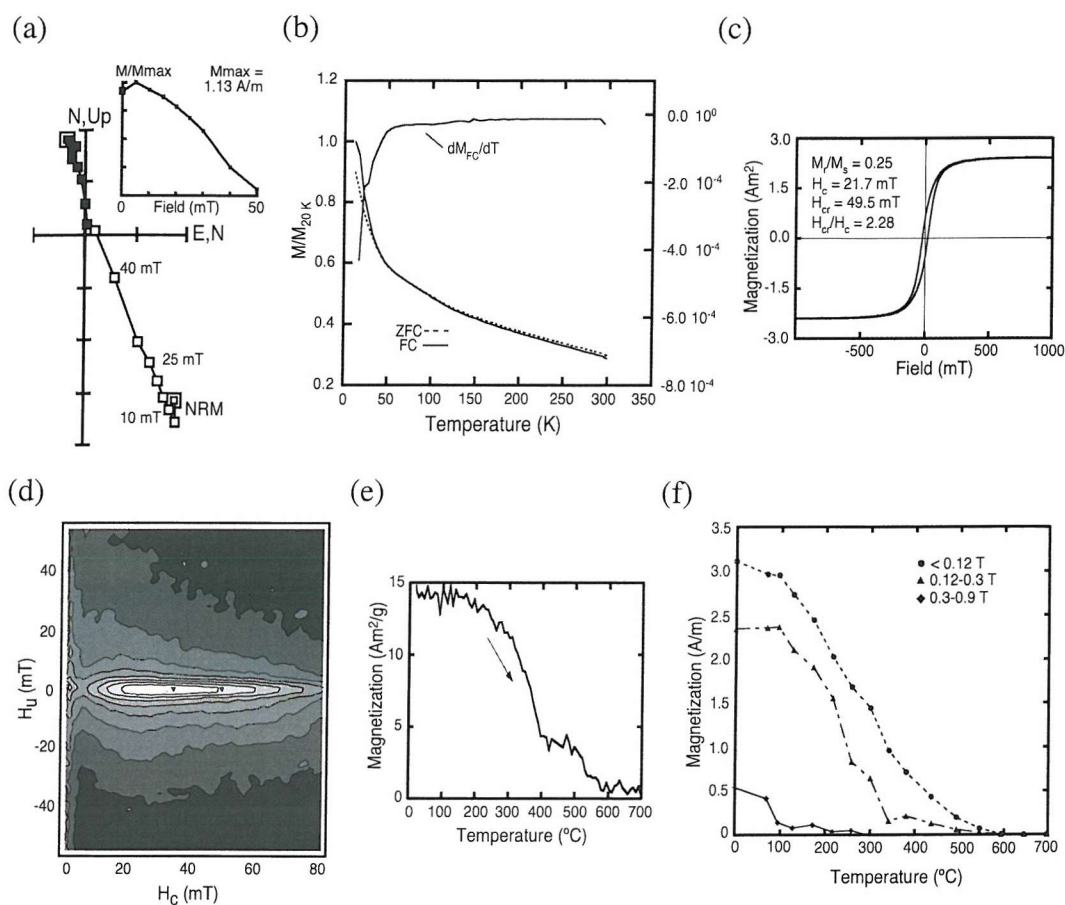 (a)
M/Mmax
Mmax =
1.13 A/m
N,Up
0
Field (mT)
50
E,N
40 mT
25 mT
10 mT
NRM
(b)
1.2
1.0
0.8
0.6
0.4
0.2
M/M20 K
dMFC/dT
ZFC
FC
0.0 10⁰
-2.0 10⁻⁴
-4.0 10⁻⁴
-6.0 10⁻⁴
-8.0 10⁻⁴
0 50 100 150 200 250 300 350
Temperature (K)
(c)
3.0
1.5
0.0
-1.5
-3.0
Magnetization (Am²)
Mr/Ms = 0.25
Hc = 21.7 mT
Hcr = 49.5 mT
Hcr/Hc = 2.28
-500 0 500 1000
Field (mT)
(d)
40
20
0
-20
-40
Hu (mT)
0 20 40 60 80
Hc (mT)
(e)
15
10
5
0
Magnetization (Am²/g)
0 100 200 300 400 500 600 700
Temperature (ºC)
(f)
3.5
3.0
2.5
2.0
1.5
1.0
0.5
0
Magnetization (A/m)
< 0.12 T
0.12-0.3 T
0.3-0.9 T
0 100 200 300 400 500 600 700
Temperature (ºC)